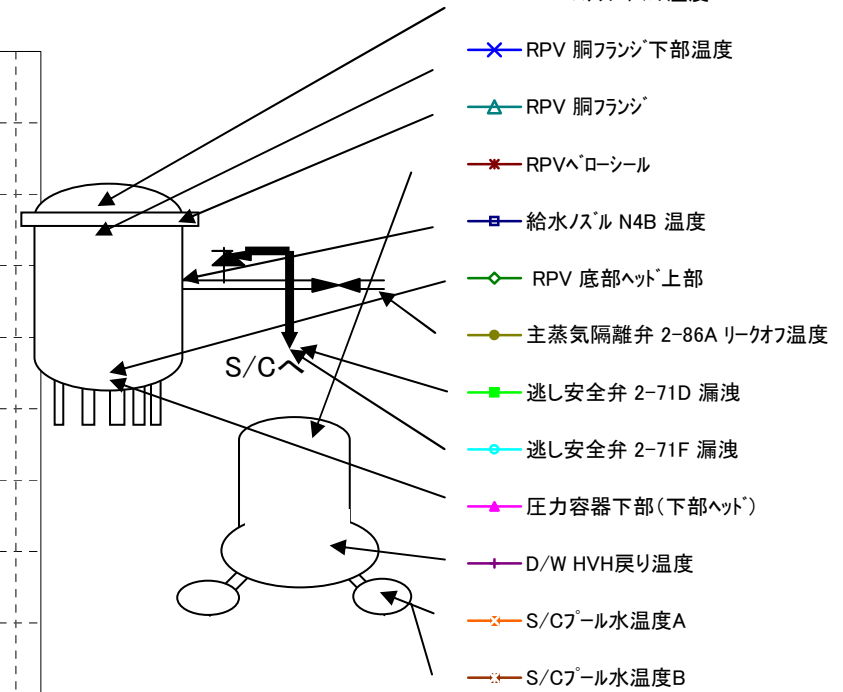 RPV 胴フランジ下部温度
RPV 胴フランジ
RPVベローシール
給水ノズル N4B 温度
RPV 底部ヘッド上部
主蒸気隔離弁 2-86A リークオフ温度
S/Cへ
逃し安全弁 2-71D 漏洩
逃し安全弁 2-71F 漏洩
圧力容器下部(下部ヘッド)
D/W HVH戻り温度
S/Cプール水温度A
S/Cプール水温度B